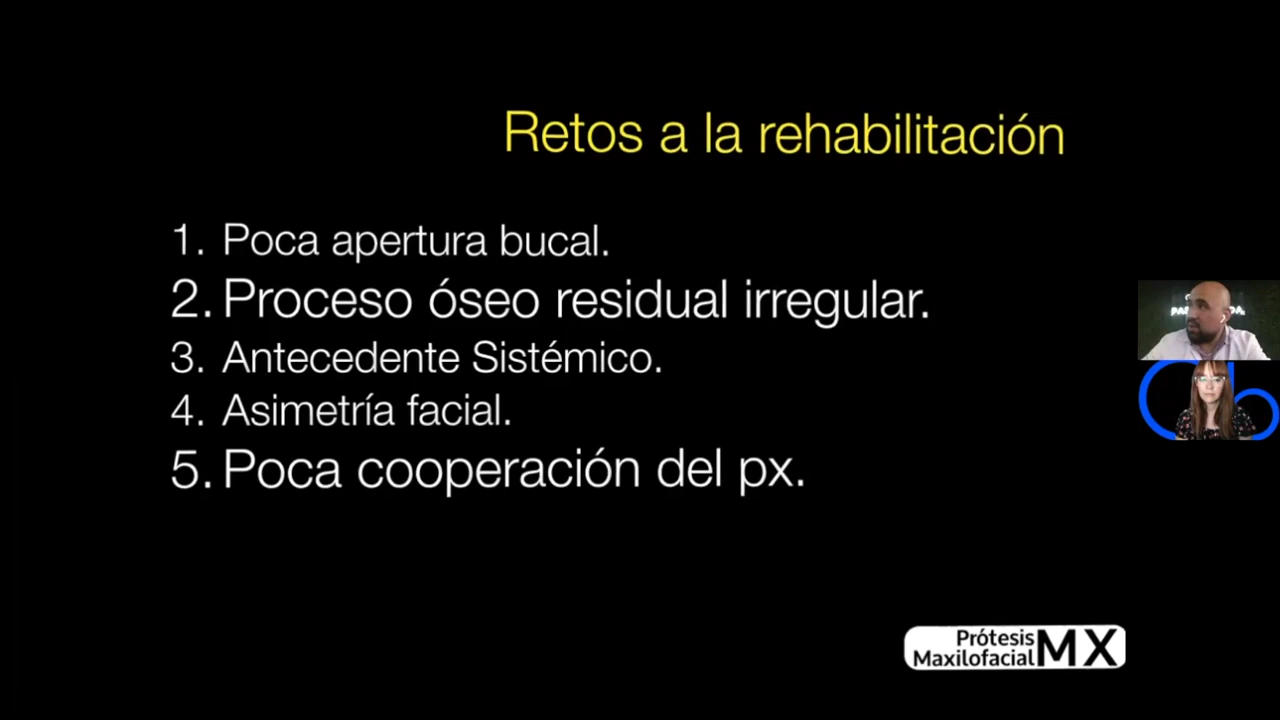 Retos a la rehabilitación
1. Poca apertura bucal.
2. Proceso óseo residual irregular.
3. Antecedente Sistémico.
4. Asimetría facial.
5. Poca cooperación del px.
Prótesis
Maxilofacial MX